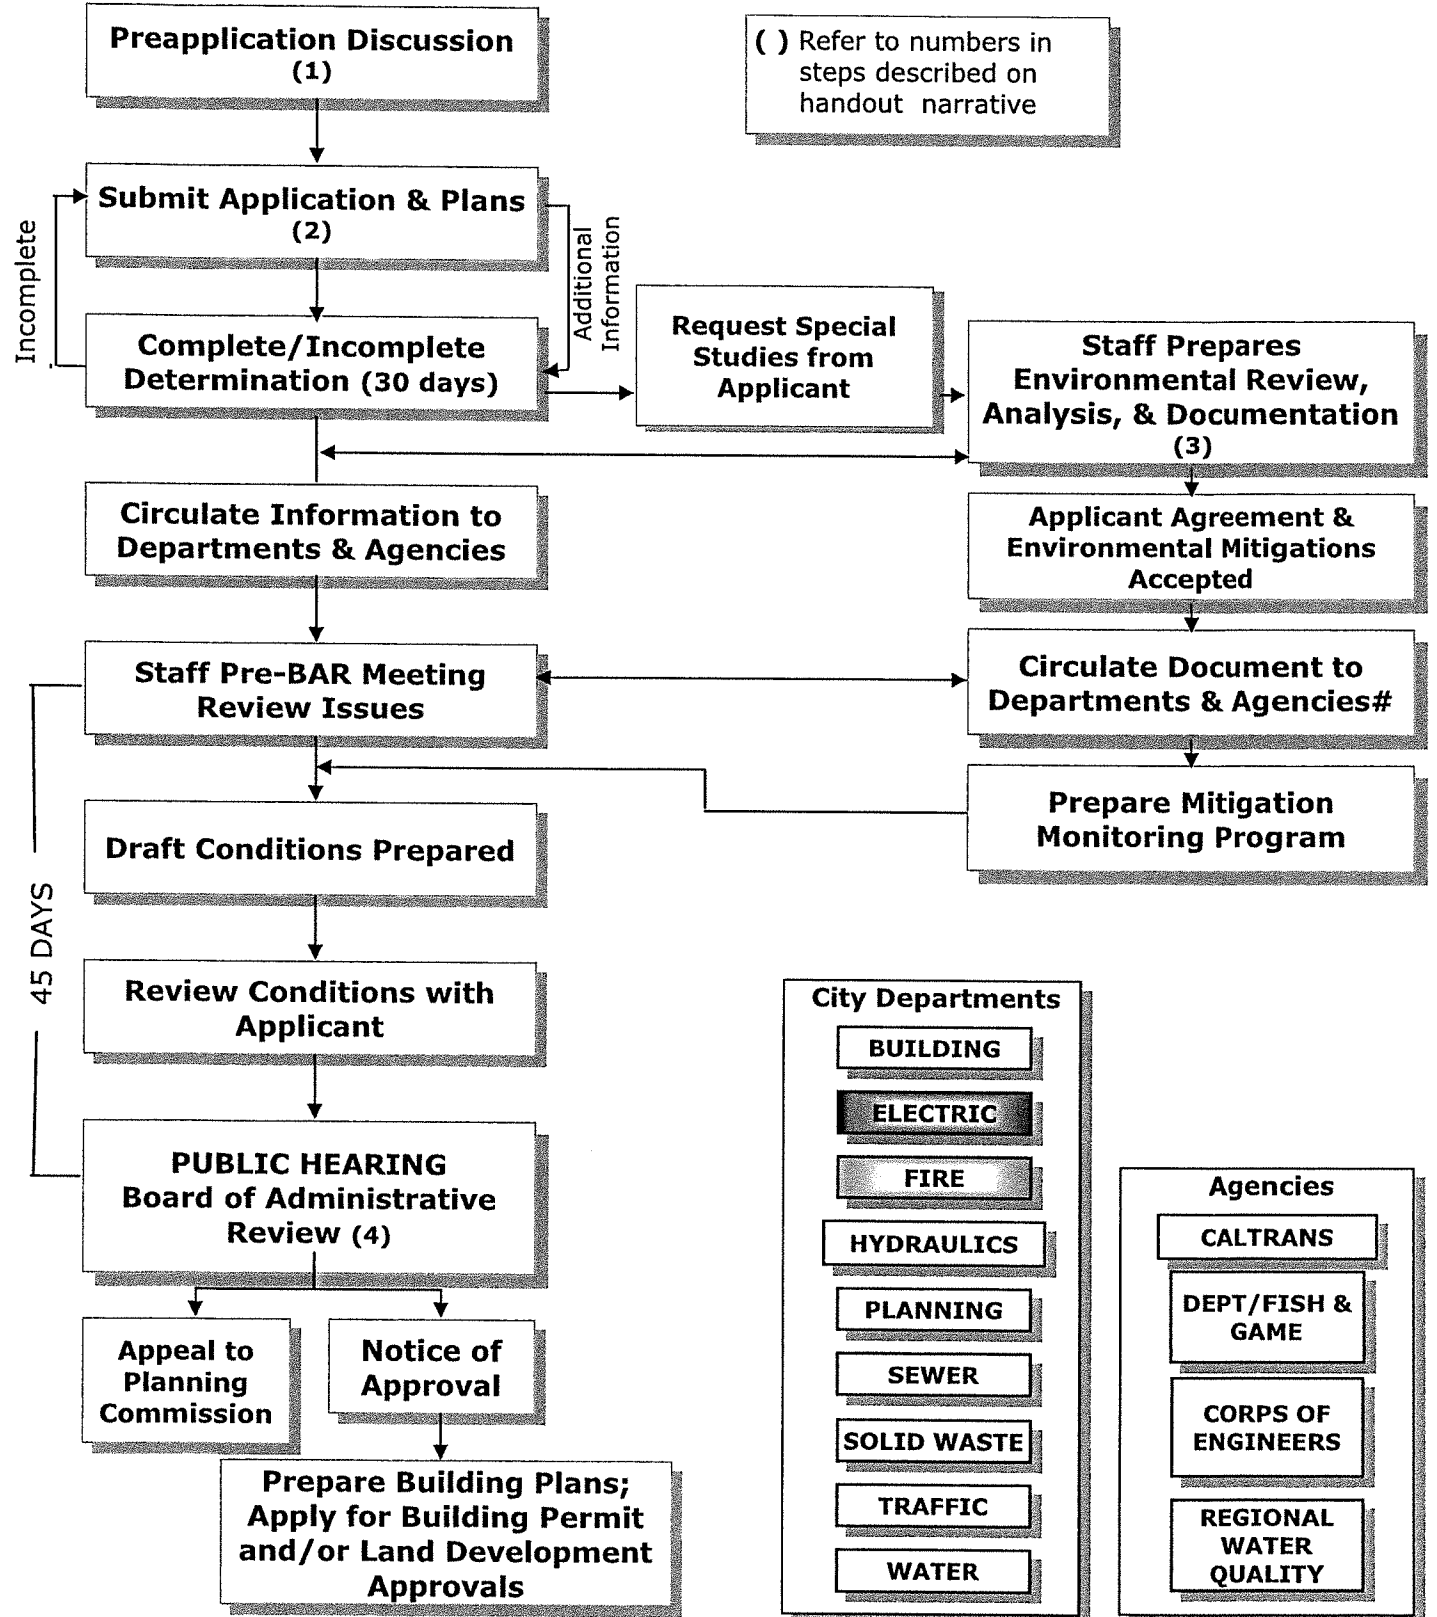 Preapplication Discussion
(1)
( ) Refer to numbers in
steps described on
handout narrative
Submit Application & Plans
(2)
Incomplete
Additional
Information
Complete/Incomplete
Determination (30 days)
Request Special
Studies from
Applicant
Staff Prepares
Environmental Review,
Analysis, & Documentation
(3)
Circulate Information to
Departments & Agencies
Applicant Agreement &
Environmental Mitigations
Accepted
Staff Pre-BAR Meeting
Review Issues
Circulate Document to
Departments & Agencies#
Prepare Mitigation
Monitoring Program
Draft Conditions Prepared
45 DAYS
Review Conditions with
Applicant
PUBLIC HEARING
Board of Administrative
Review (4)
Appeal to
Planning
Commission
Notice of
Approval
Prepare Building Plans;
Apply for Building Permit
and/or Land Development
Approvals
City Departments
BUILDING
ELECTRIC
FIRE
HYDRAULICS
PLANNING
SEWER
SOLID WASTE
TRAFFIC
WATER
Agencies
CALTRANS
DEPT/FISH &
GAME
CORPS OF
ENGINEERS
REGIONAL
WATER
QUALITY